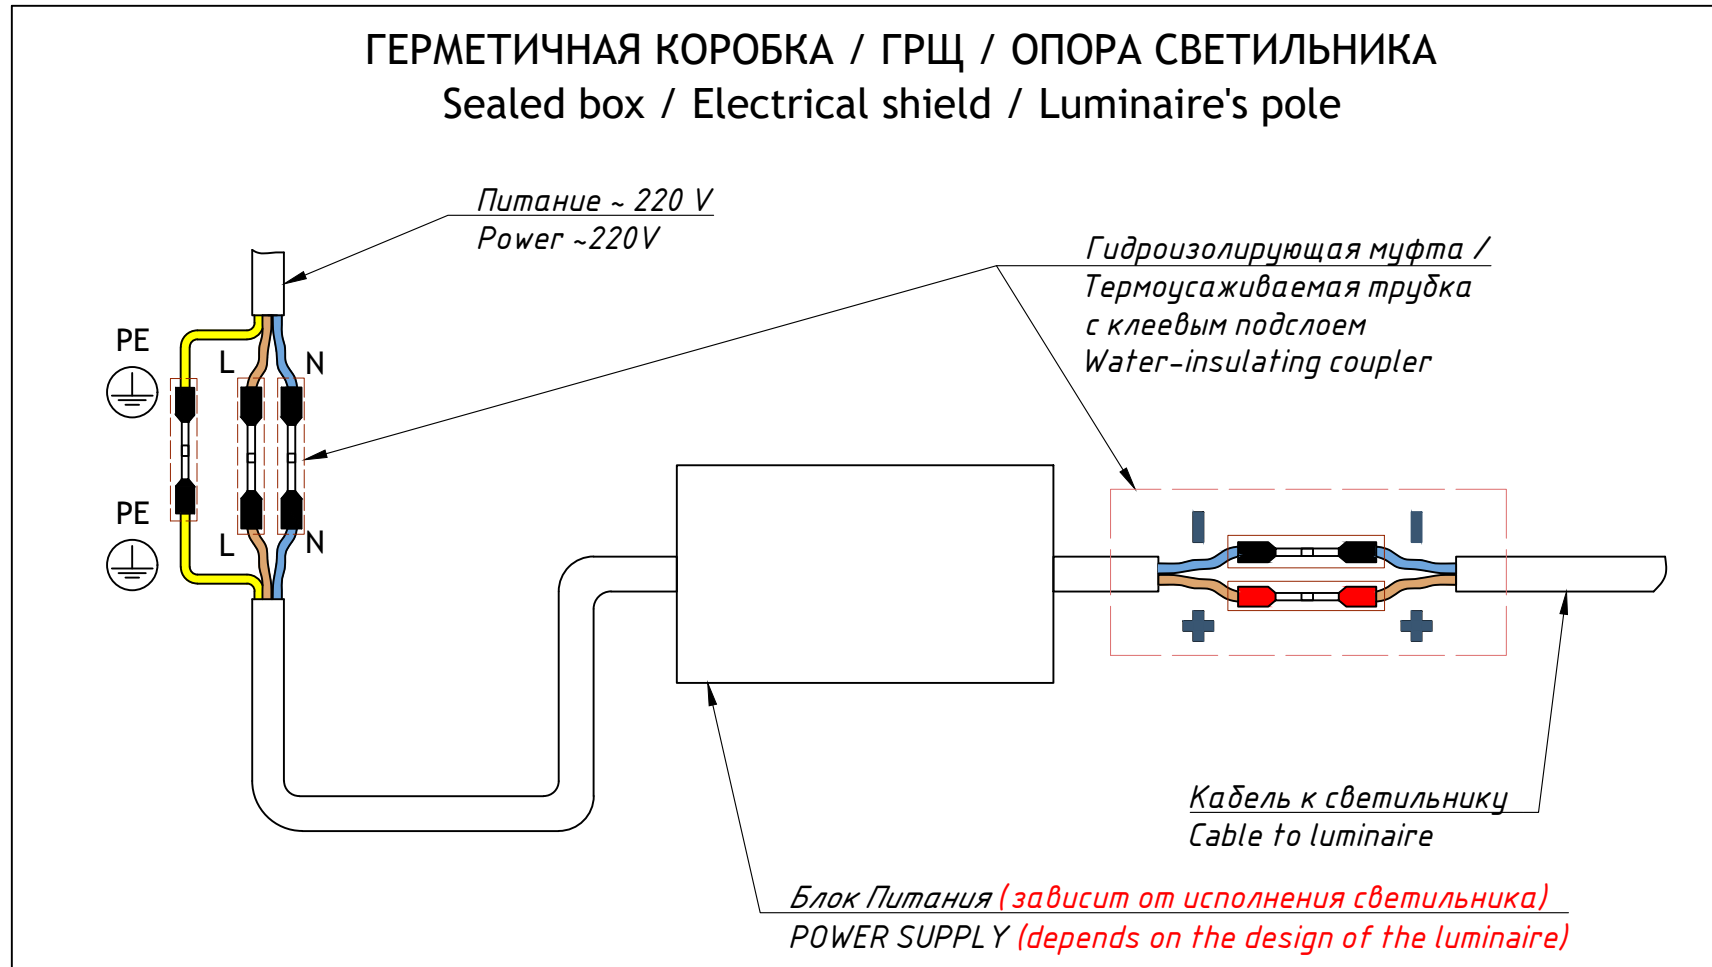 ГЕРМЕТИЧНАЯ КОРОБКА / ГРЩ / ОПОРА СВЕТИЛЬНИКА
Sealed box / Electrical shield / Luminaire's pole
Питание ~ 220 V
Power ~220V
Гидроизолирующая муфта /
Термоусаживаемая трубка
с клеевым подслоем
Water-insulating coupler
PE
L
N
PE
L
N
Кабель к светильнику
Cable to luminaire
Блок Питания (зависит от исполнения светильника)
POWER SUPPLY (depends on the design of the luminaire)